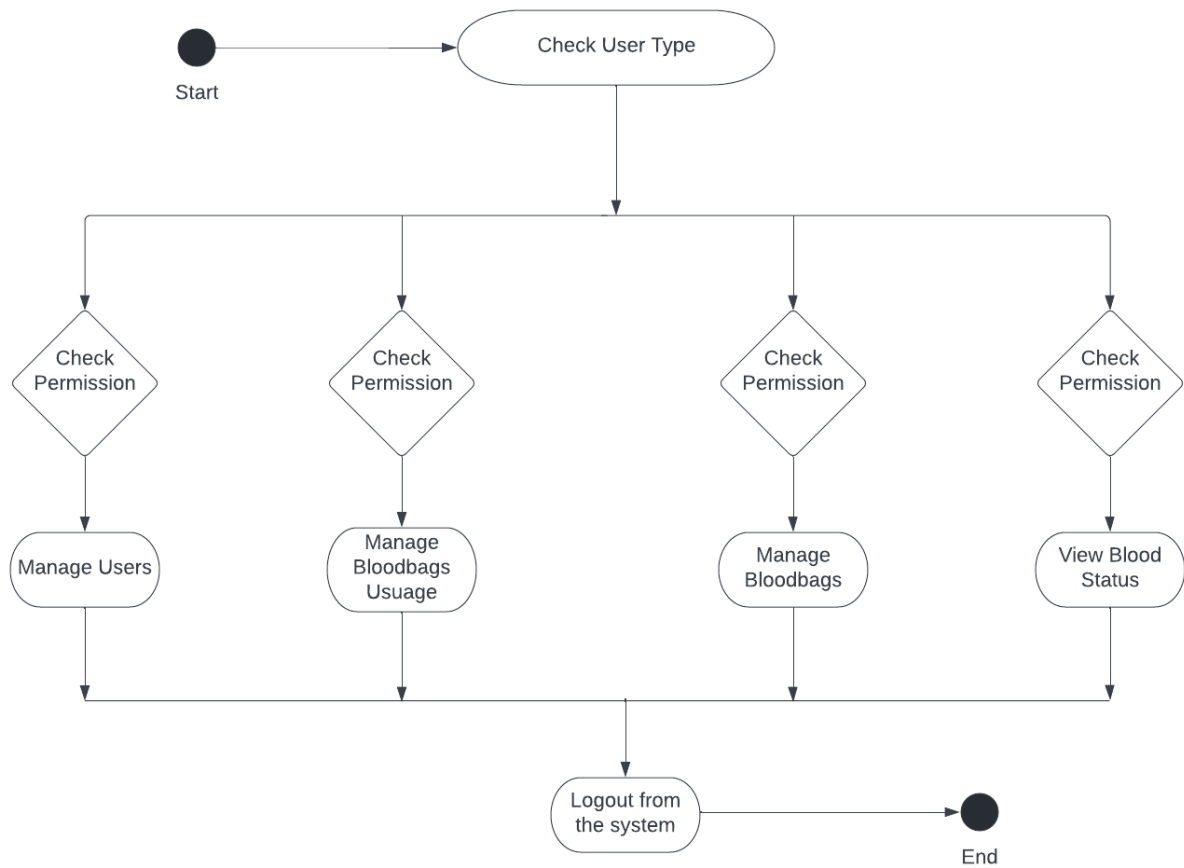 Check User Type
Start
Check
Permission
Check
Permission
Check
Permission
Check
Permission
Manage Users
Manage
Bloodbags
Usuage
Manage
Bloodbags
View Blood
Status
Logout from
the system
End